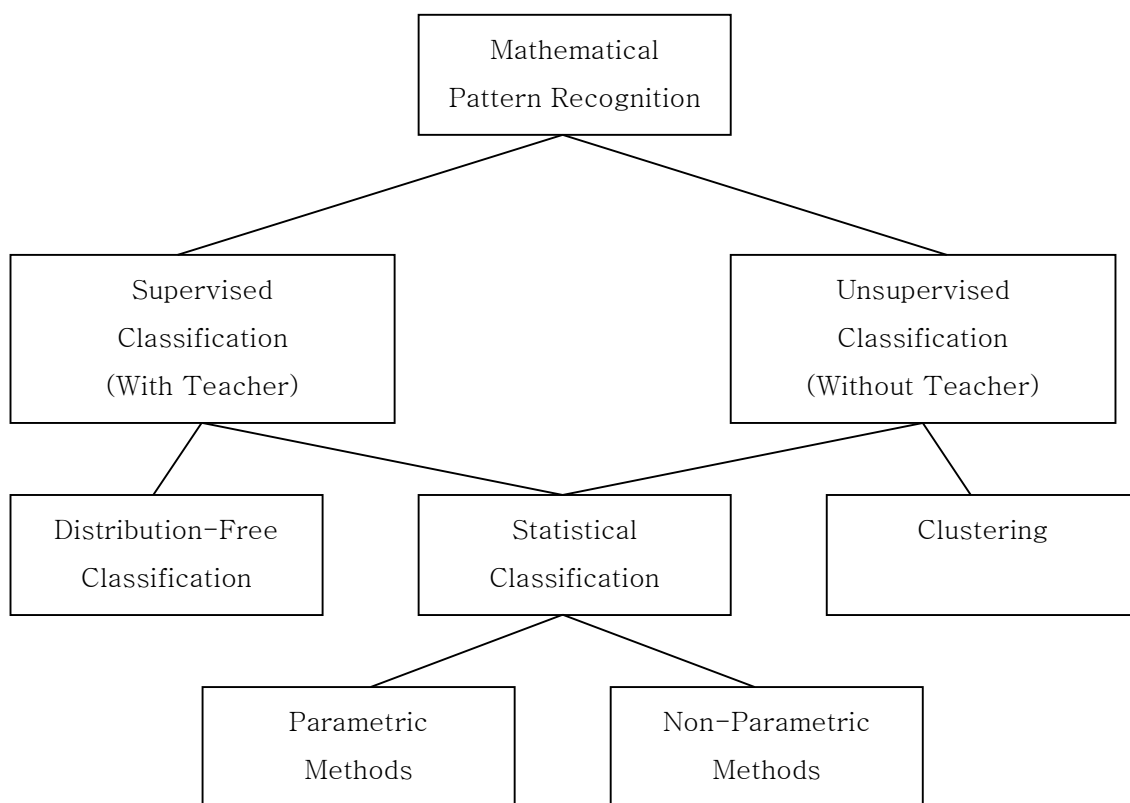 Mathematical
Pattern Recognition
Supervised
Classification
(With Teacher)
Unsupervised
Classification
(Without Teacher)
Distribution-Free
Classification
Statistical
Classification
Clustering
Parametric
Methods
Non-Parametric
Methods